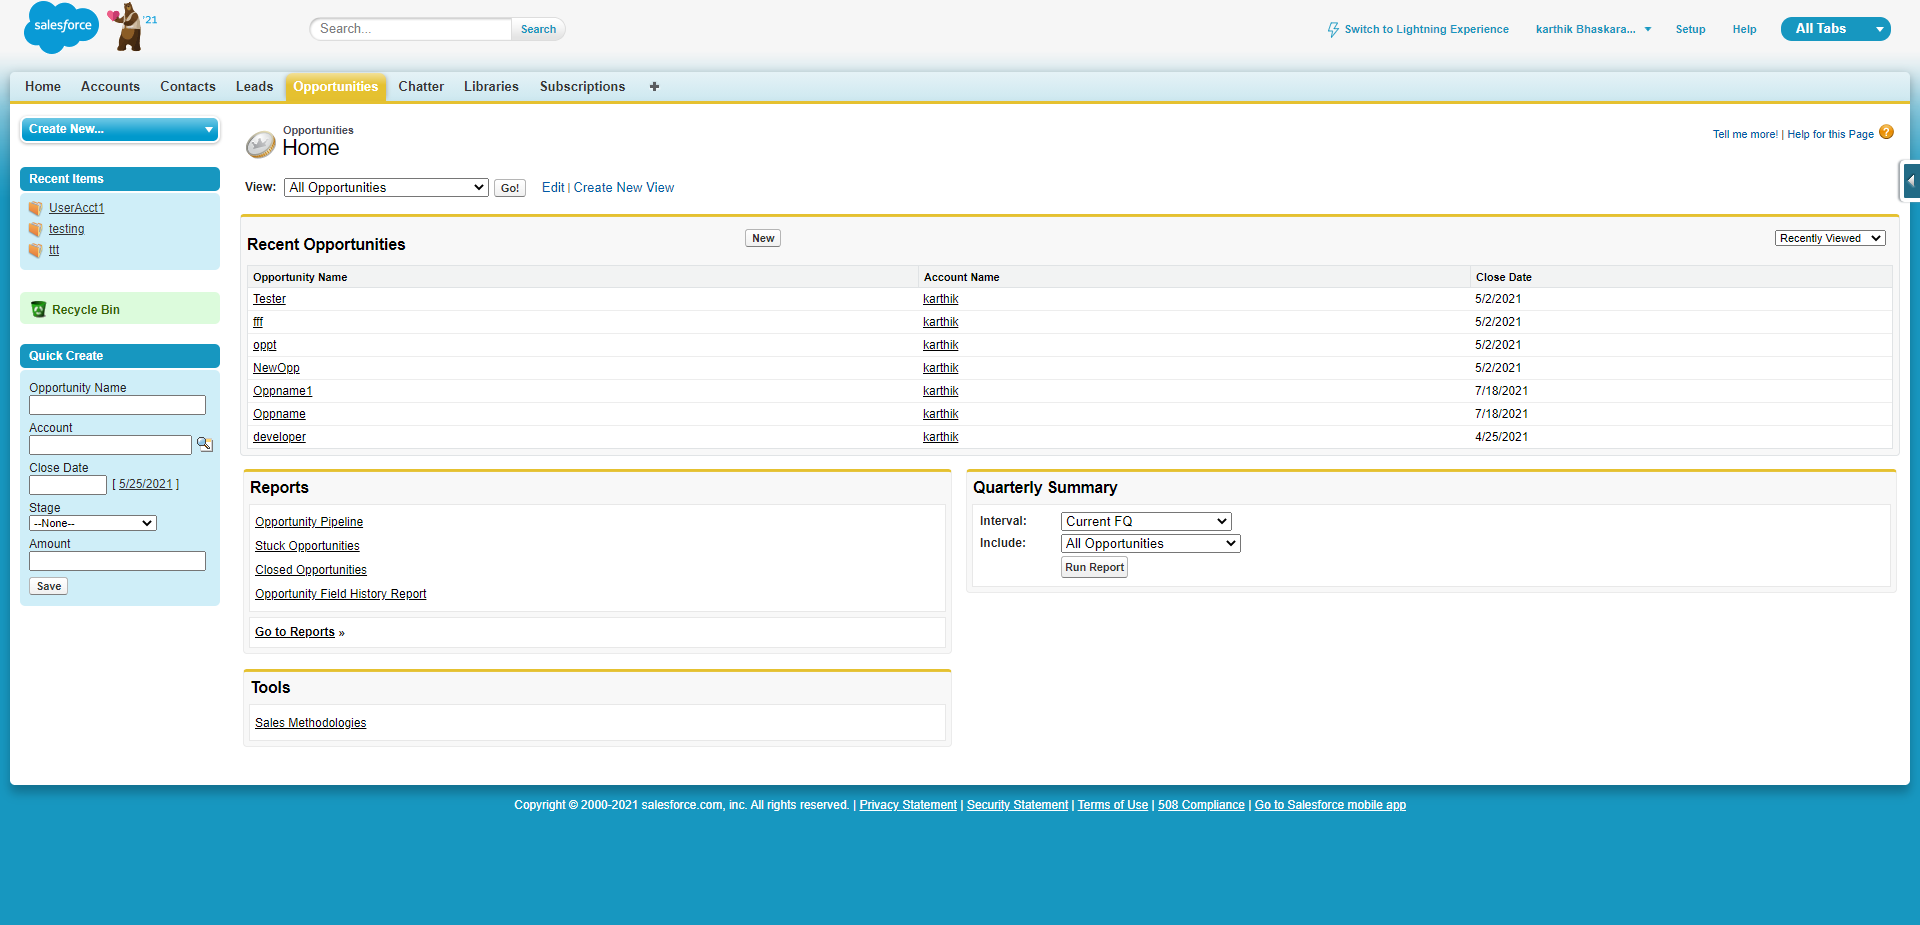 salesforce
'21
Search... Search
Switch to Lightning Experience karthik Bhaskara... Setup Help All Tabs
Home Accounts Contacts Leads Opportunities Chatter Libraries Subscriptions +
Create New...
Recent Items
UserAcct1
testing
ttt
Recycle Bin
Quick Create
Opportunity Name
Account
Close Date
[ 5/25/2021 ]
Stage
--None--
Amount
Save
Opportunities
Home
Tell me more! | Help for this Page ?
View: All Opportunities Go! Edit | Create New View
Recent Opportunities New Recently Viewed
Opportunity Name Account Name Close Date
Tester karthik 5/2/2021
fff karthik 5/2/2021
oppt karthik 5/2/2021
NewOpp karthik 5/2/2021
Oppname1 karthik 7/18/2021
Oppname karthik 7/18/2021
developer karthik 4/25/2021
Reports
Opportunity Pipeline
Stuck Opportunities
Closed Opportunities
Opportunity Field History Report
Go to Reports »
Quarterly Summary
Interval: Current FQ
Include: All Opportunities
Run Report
Tools
Sales Methodologies
Copyright © 2000-2021 salesforce.com, inc. All rights reserved. | Privacy Statement | Security Statement | Terms of Use | 508 Compliance | Go to Salesforce mobile app